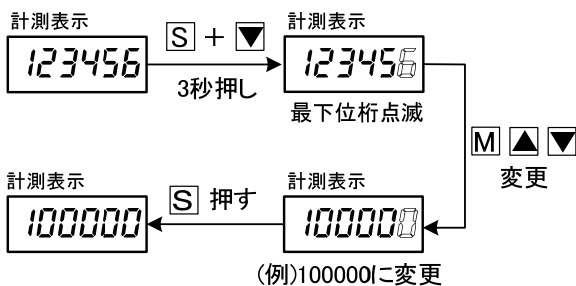 計測表示
123456
S + ▼
3秒押し
計測表示
123456
最下位桁点滅
M ▲ ▼
変更
計測表示
100000
(例)100000に変更
S 押す
計測表示
100000